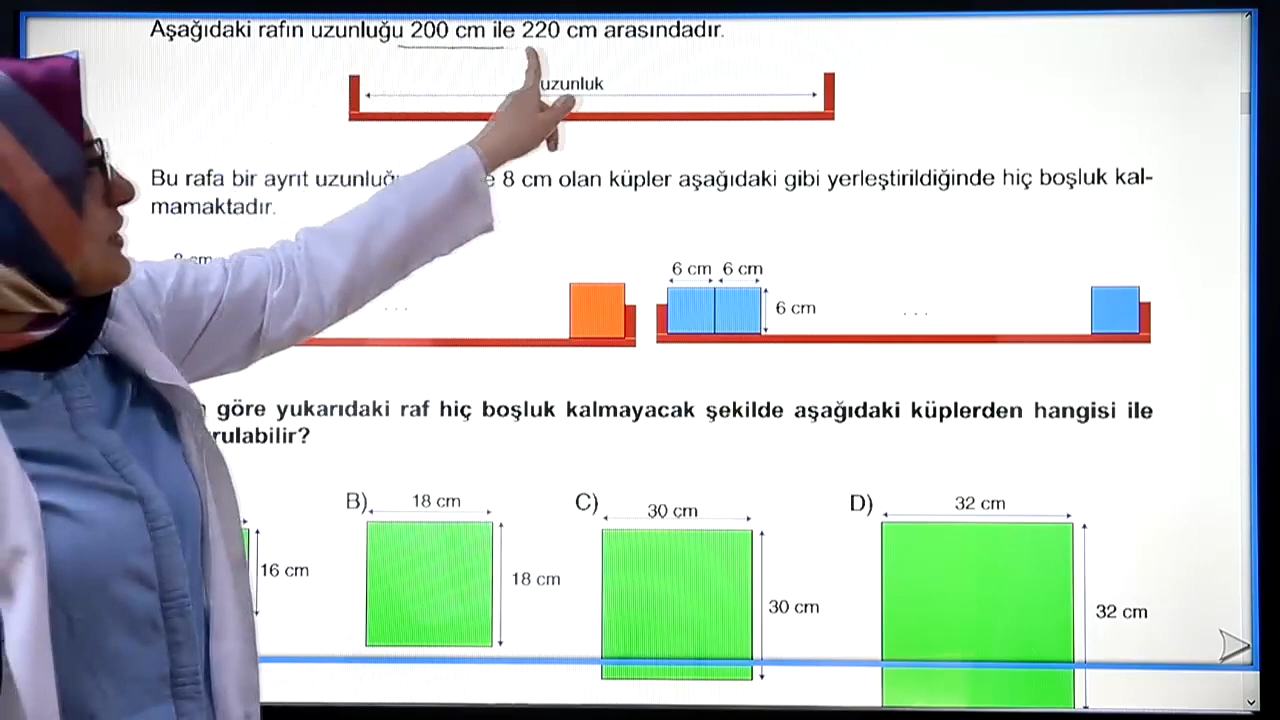 Aşağıdaki rafın uzunluğu 200 cm ile 220 cm arasındadır.
uzunluk
Bu rafa bir ayrıt 8 cm olan küpler aşağıdaki gibi yerleştirildiğinde hiç boşluk kal-
mamaktadır.
cm
6 cm 6 cm
6 cm
. . .
. . .
göre yukarıdaki raf hiç boşluk kalmayacak şekilde aşağıdaki küplerden hangisi ile
rulabilir?
B) 18 cm
C) 30 cm
D) 32 cm
16 cm
18 cm
30 cm
32 cm